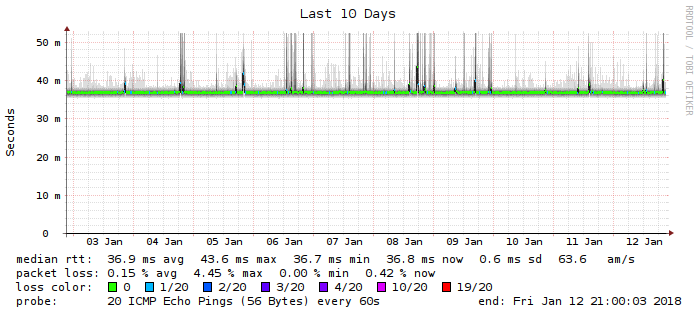 Last 10 Days
RRDTOOL / TOBI OETIKER
Seconds
50 m
40 m
30 m
20 m
10 m
0
03 Jan 04 Jan 05 Jan 06 Jan 07 Jan 08 Jan 09 Jan 10 Jan 11 Jan 12 Jan
median rtt: 36.9 ms avg 43.6 ms max 36.7 ms min 36.8 ms now 0.6 ms sd 63.6 am/s
packet loss: 0.15 % avg 4.45 % max 0.00 % min 0.42 % now
loss color: 0 1/20 2/20 3/20 4/20 10/20 19/20
probe: 20 ICMP Echo Pings (56 Bytes) every 60s end: Fri Jan 12 21:00:03 2018